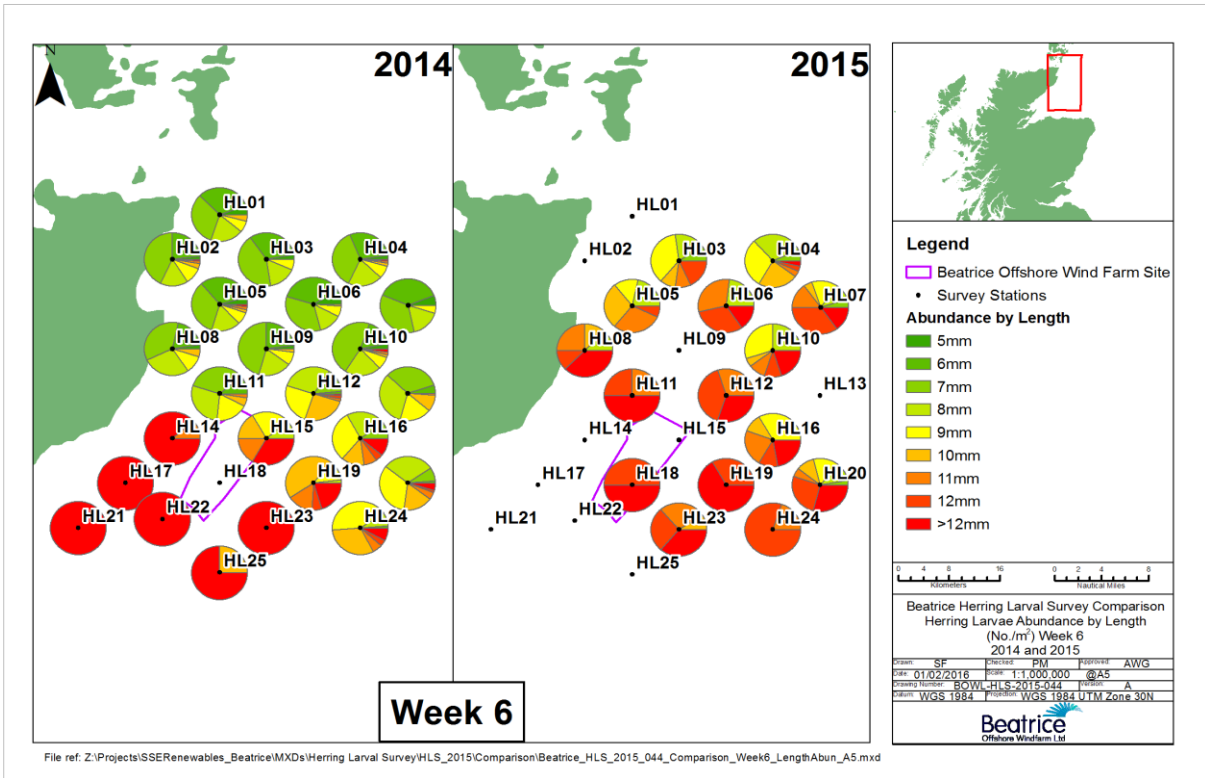 N
2014
HL01
HL02
HL03
HL04
HL05
HL06
HL08
HL09
HL10
HL11
HL12
HL14
HL15
HL16
HL17
HL18
HL19
HL22
HL21
HL23
HL24
HL25
2015
HL01
HL02
HL03
HL04
HL05
HL06
HL07
HL08
HL09
HL10
HL11
HL12
HL13
HL14
HL15
HL16
HL17
HL18
HL19
HL20
HL21
HL22
HL23
HL24
HL25
Week 6
Legend
Beatrice Offshore Wind Farm Site
Survey Stations
Abundance by Length
5mm
6mm
7mm
8mm
9mm
10mm
11mm
12mm
>12mm
0 4 8 16
Kilometers
0 2 4 8
Nautical Miles
Beatrice Herring Larval Survey Comparison
Herring Larvae Abundance by Length
(No./m²) Week 6
2014 and 2015
Drawn: SF Checked: PM Approved: AWG
Date: 01/02/2016 Scale: 1:1,000,000 @A5
Drawing Number: BOWL-HLS-2015-044 Version: A
Datum: WGS 1984 Projection: WGS 1984 UTM Zone 30N
Beatrice
Offshore Windfarm Ltd
File ref: Z:\Projects\SSERenewables_Beatrice\MXDs\Herring Larval Survey\HLS_2015\Comparison\Beatrice_HLS_2015_044_Comparison_Week6_LengthAbun_A5.mxd